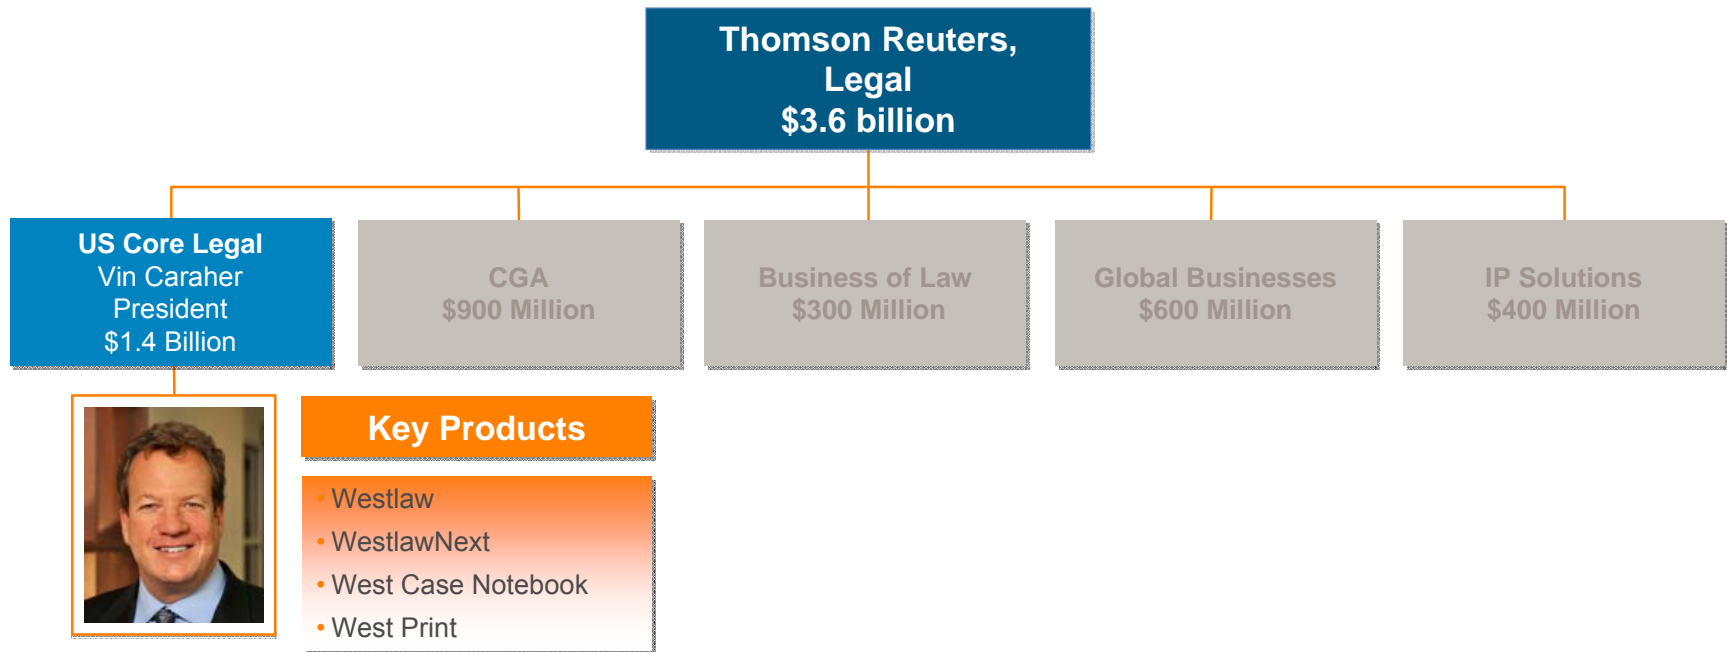 Thomson Reuters,
Legal
$3.6 billion
US Core Legal
Vin Caraher
President
$1.4 Billion
CGA
$900 Million
Business of Law
$300 Million
Global Businesses
$600 Million
IP Solutions
$400 Million
Key Products
• Westlaw
• WestlawNext
• West Case Notebook
• West Print